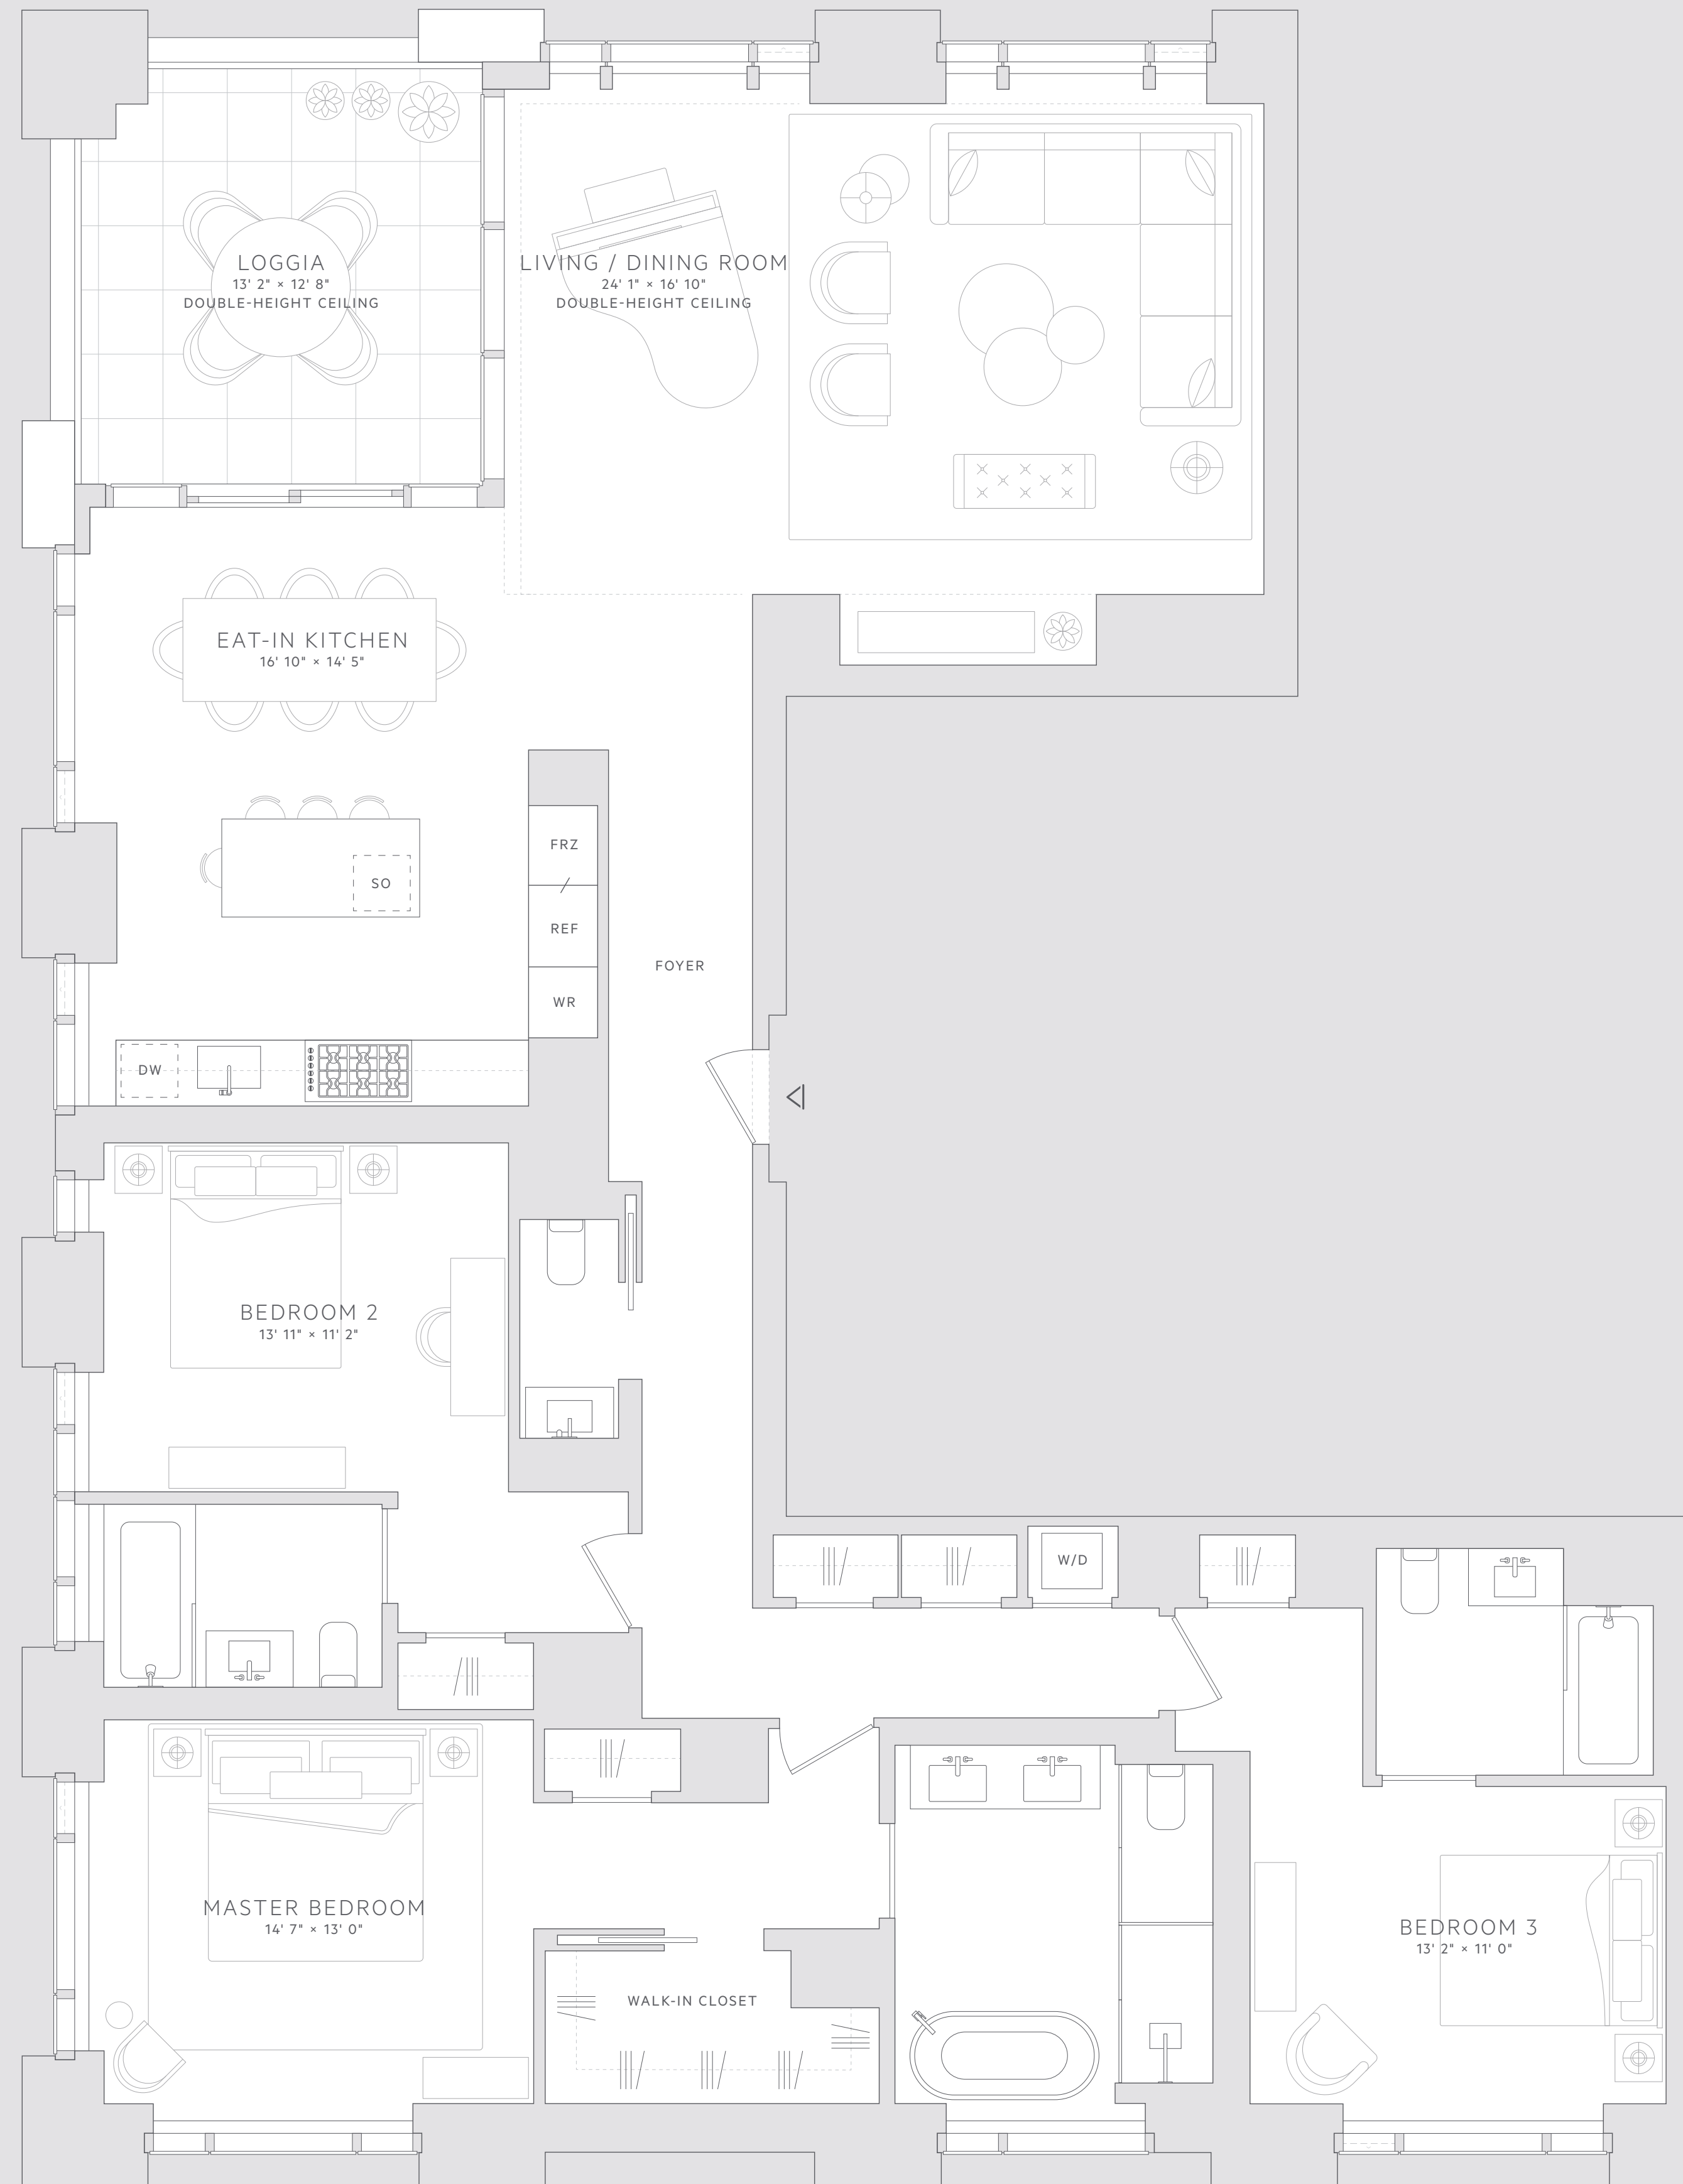 LOGGIA
13' 2" × 12' 8"
DOUBLE-HEIGHT CEILING
LIVING / DINING ROOM
24' 1" × 16' 10"
DOUBLE-HEIGHT CEILING
EAT-IN KITCHEN
16' 10" × 14' 5"
FRZ
SO
REF
FOYER
WR
DW
BEDROOM 2
13' 11" × 11' 2"
W/D
MASTER BEDROOM
14' 7" × 13' 0"
BEDROOM 3
13' 2" × 11' 0"
WALK-IN CLOSET